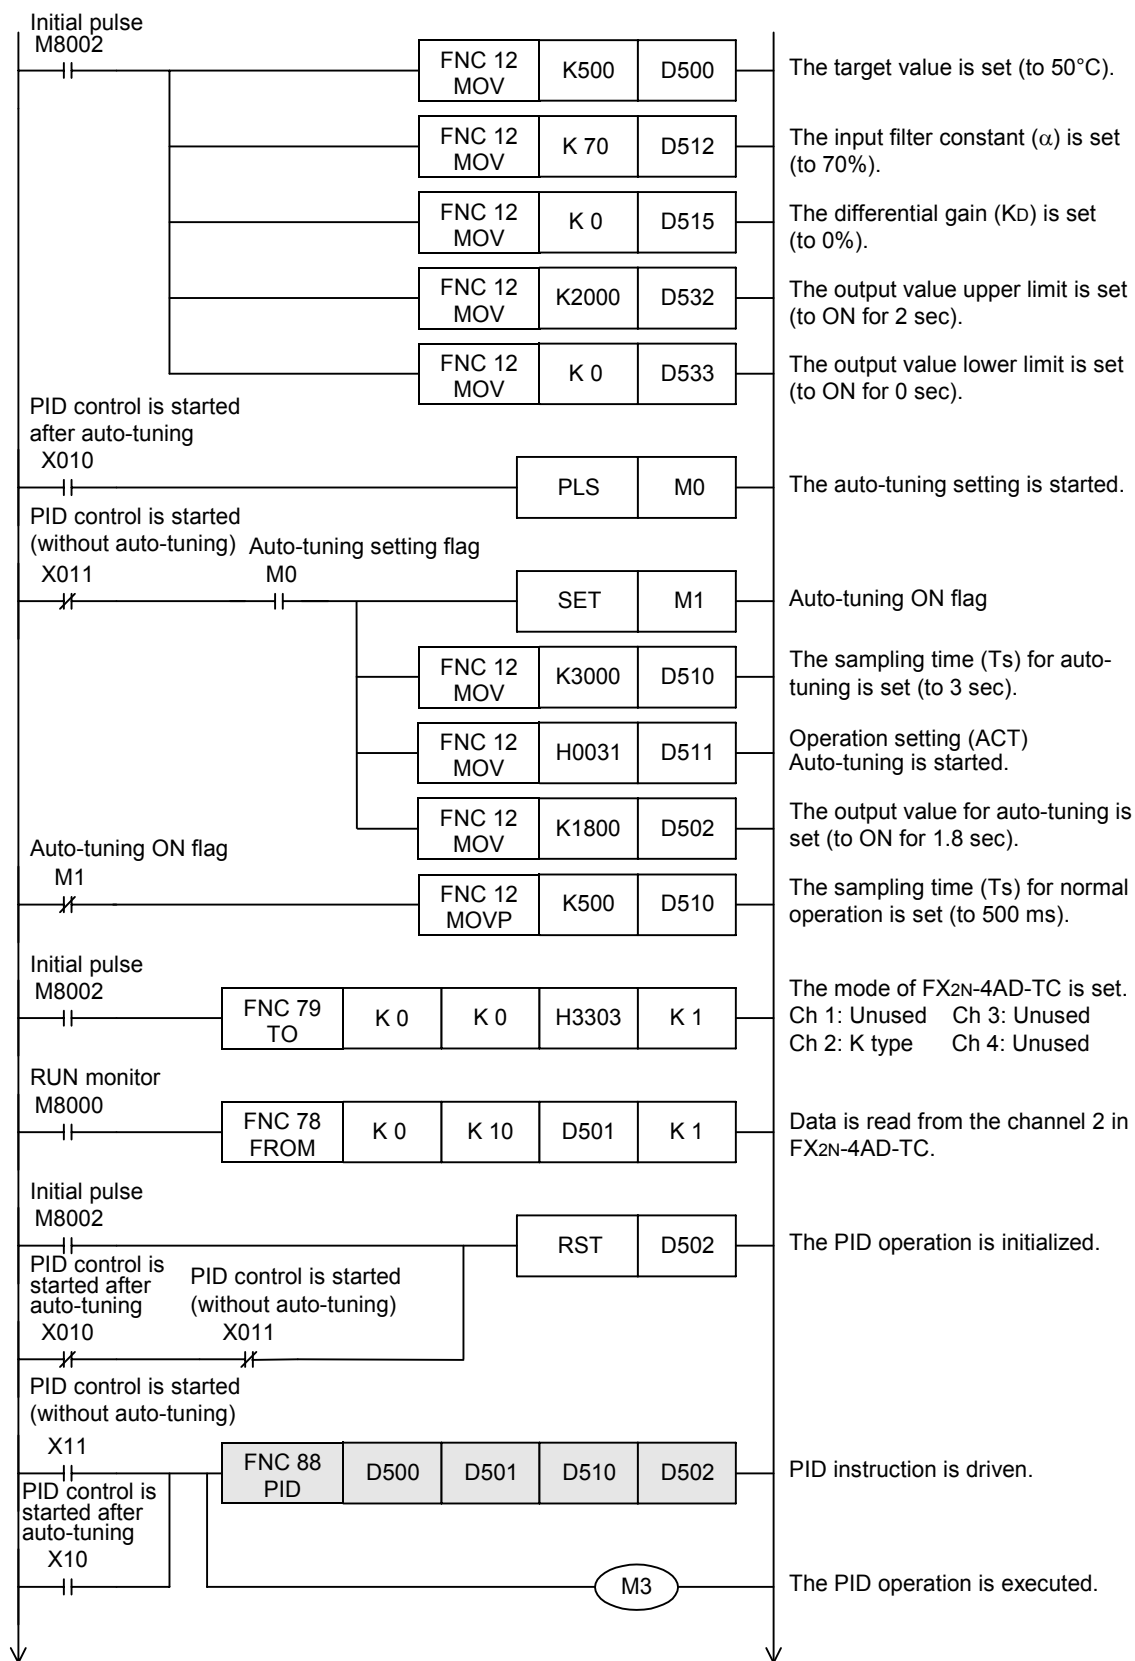 Initial pulse
M8002
FNC 12 MOV K500 D500 The target value is set (to 50°C).
FNC 12 MOV K 70 D512 The input filter constant (α) is set
(to 70%).
FNC 12 MOV K 0 D515 The differential gain (KD) is set
(to 0%).
FNC 12 MOV K2000 D532 The output value upper limit is set
(to ON for 2 sec).
FNC 12 MOV K 0 D533 The output value lower limit is set
(to ON for 0 sec).
PID control is started
after auto-tuning
X010
PLS M0 The auto-tuning setting is started.
PID control is started
(without auto-tuning) Auto-tuning setting flag
X011 M0
SET M1 Auto-tuning ON flag
FNC 12 MOV K3000 D510 The sampling time (Ts) for auto-
tuning is set (to 3 sec).
FNC 12 MOV H0031 D511 Operation setting (ACT)
Auto-tuning is started.
FNC 12 MOV K1800 D502 The output value for auto-tuning is
set (to ON for 1.8 sec).
Auto-tuning ON flag
M1
FNC 12 MOVP K500 D510 The sampling time (Ts) for normal
operation is set (to 500 ms).
Initial pulse
M8002
FNC 79 TO K 0 K 0 H3303 K 1 The mode of FX2N-4AD-TC is set.
Ch 1: Unused Ch 3: Unused
Ch 2: K type Ch 4: Unused
RUN monitor
M8000
FNC 78 FROM K 0 K 10 D501 K 1 Data is read from the channel 2 in
FX2N-4AD-TC.
Initial pulse
M8002
RST D502 The PID operation is initialized.
PID control is
started after
auto-tuning
X010
PID control is started
(without auto-tuning)
X011
PID control is started
(without auto-tuning)
X11
FNC 88 PID D500 D501 D510 D502 PID instruction is driven.
PID control is
started after
auto-tuning
X10
M3 The PID operation is executed.